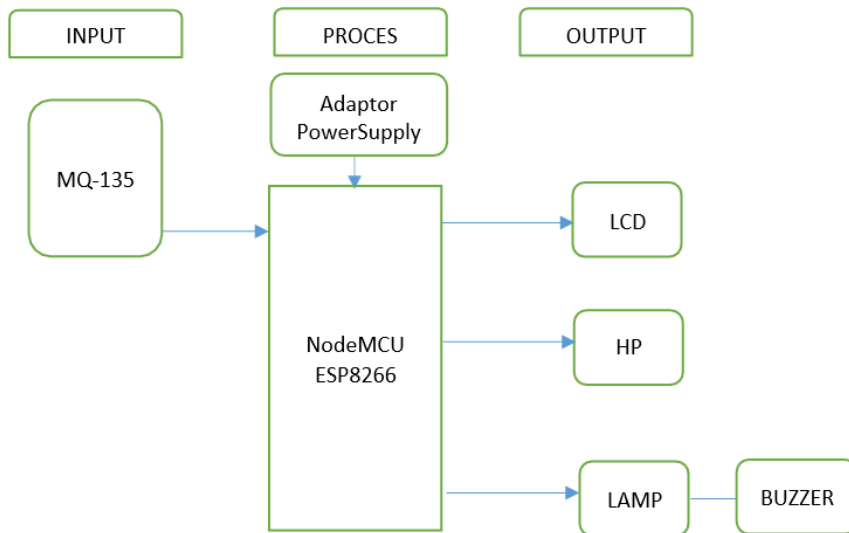 INPUT
PROCES
OUTPUT
Adaptor
PowerSupply
MQ-135
LCD
NodeMCU
ESP8266
HP
LAMP
BUZZER